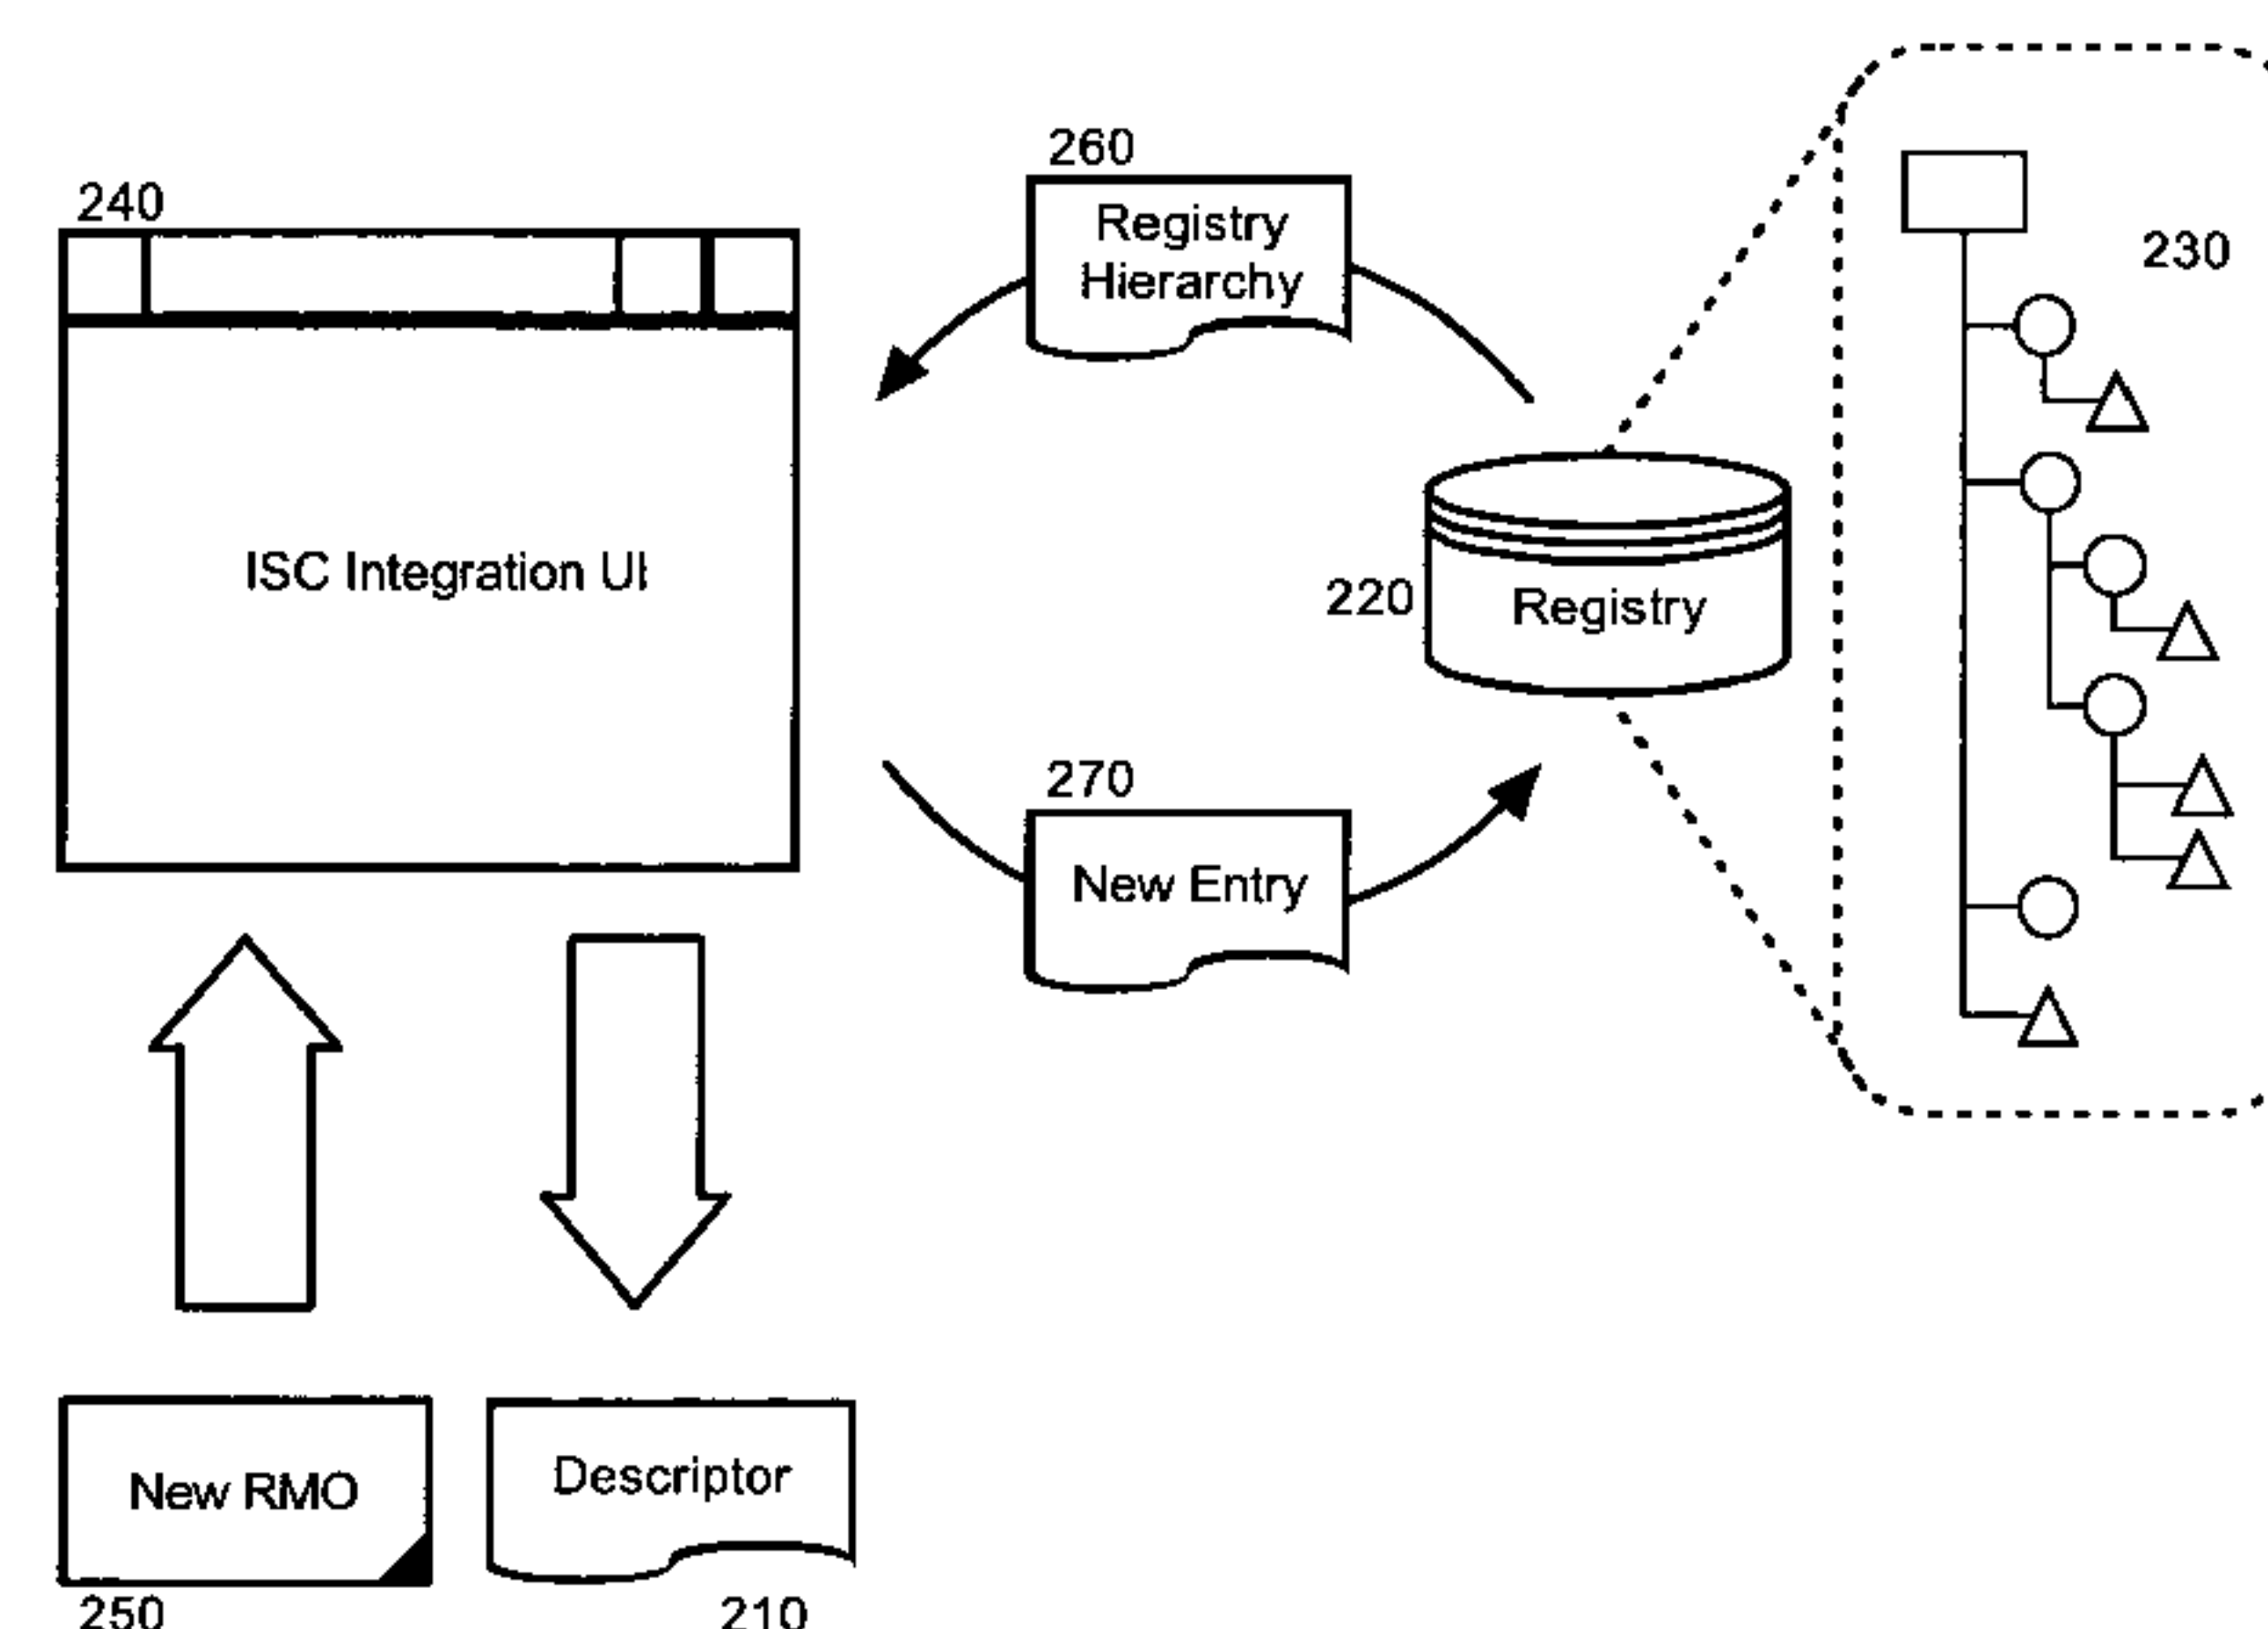 240
260
Registry
Hierarchy
230
ISC Integration UI
220
Registry
270
New Entry
New RMO
Descriptor
250
210